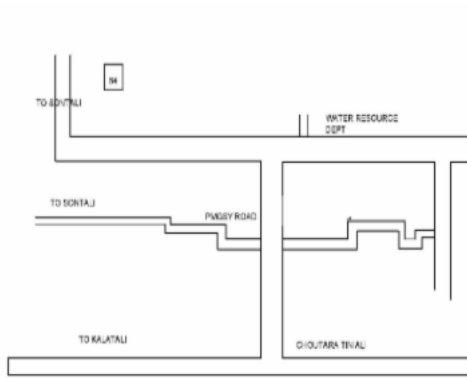 TO SONTALI
WATER RESOURCE
DEPT
TO SONTALI
PMGSY ROAD
TO KALATALI
CHOUTARA TINIALI